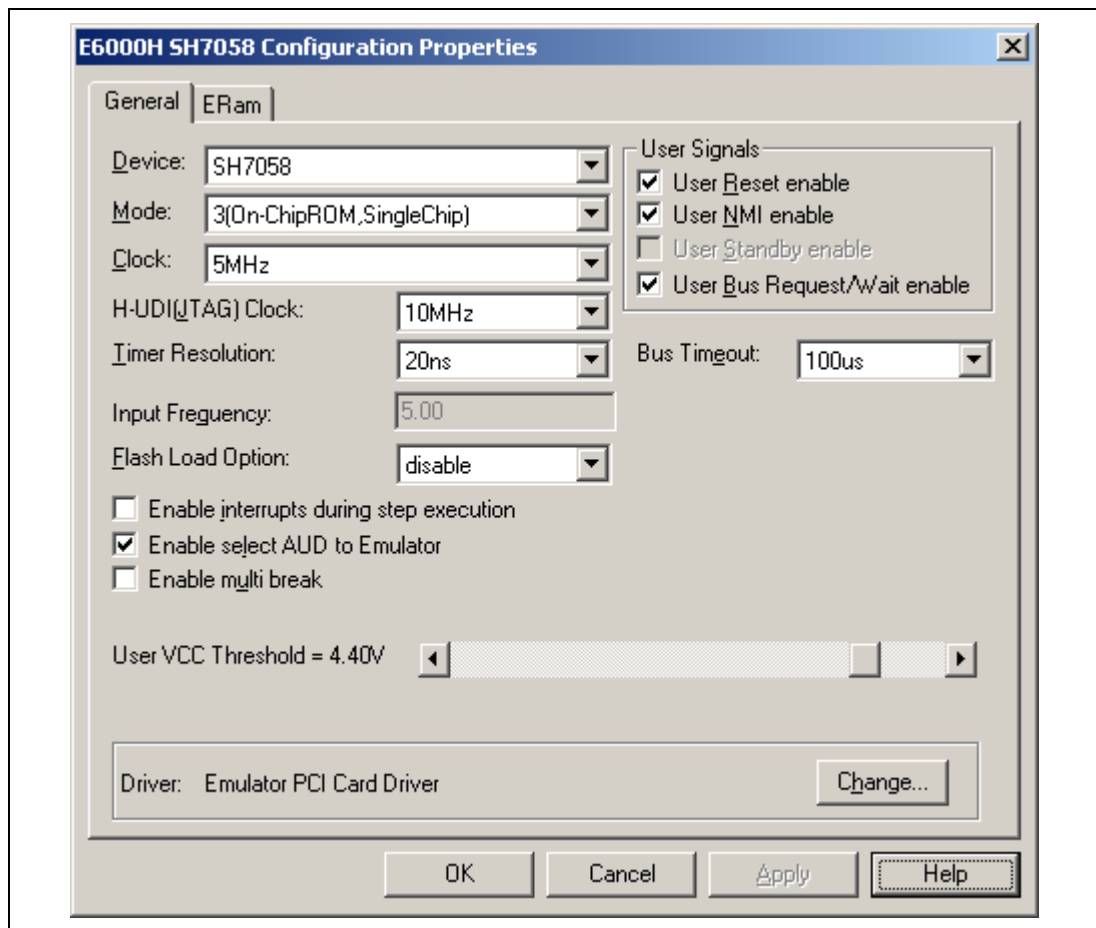 E6000H SH7058 Configuration Properties
General
ERam
Device:
SH7058
Mode:
3(On-ChipROM,SingleChip)
Clock:
5MHz
H-UDI(JTAG) Clock:
10MHz
Timer Resolution:
20ns
Input Freguency:
5.00
Flash Load Option:
disable
User Signals
User Reset enable
User NMI enable
User Standby enable
User Bus Request/Wait enable
Bus Timeout:
100us
Enable interrupts during step execution
Enable select AUD to Emulator
Enable multi break
User VCC Threshold = 4.40V
Driver: Emulator PCI Card Driver
Change...
OK
Cancel
Apply
Help